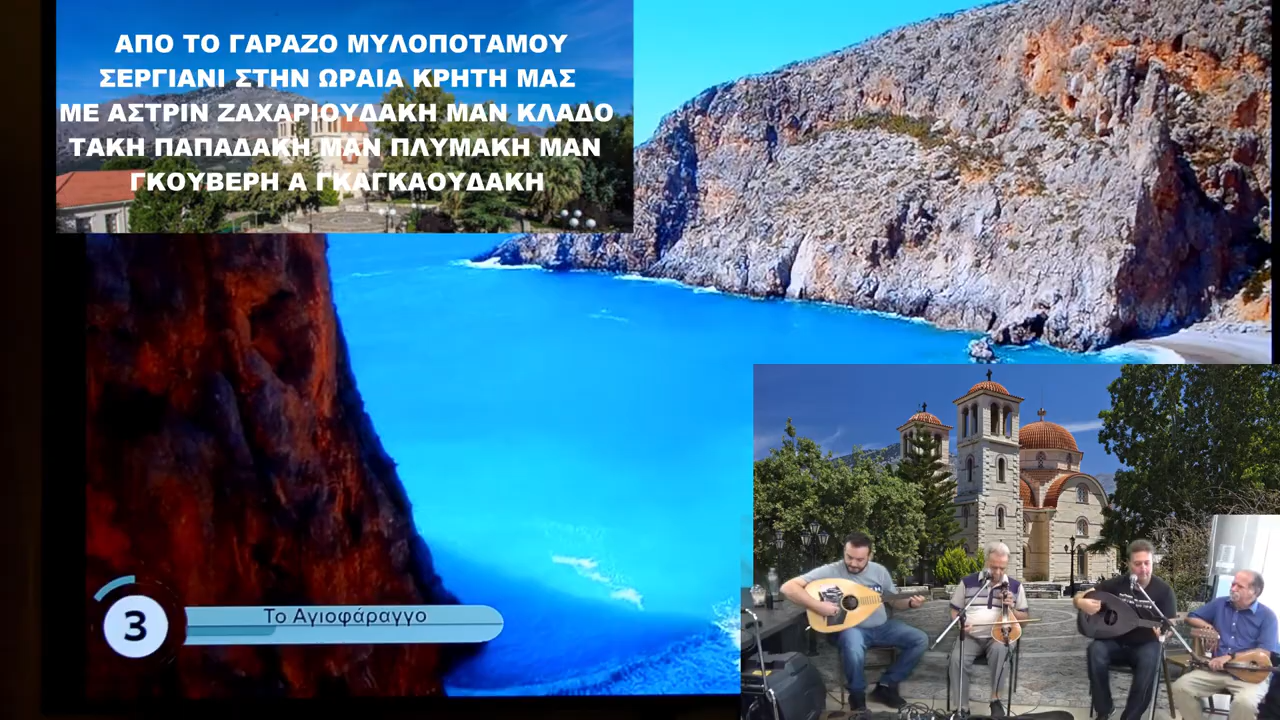 ΑΠΟ ΤΟ ΓΑΡΑΖΟ ΜΥΛΟΠΟΤΑΜΟΥ
ΣΕΡΓΙΑΝΙ ΣΤΗΝ ΩΡΑΙΑ ΚΡΗΤΗ ΜΑΣ
ΜΕ ΑΣΤΡΙΝ ΖΑΧΑΡΙΟΥΔΑΚΗ ΜΑΝ ΚΛΑΔΟ
ΤΑΚΗ ΠΑΠΑΔΑΚΗ ΜΑΝ ΠΛΥΜΑΚΗ ΜΑΝ
ΓΚΟΥΒΕΡΗ Α ΓΚΑΓΚΑΟΥΔΑΚΗ
3 Το Αγιοφάραγγο